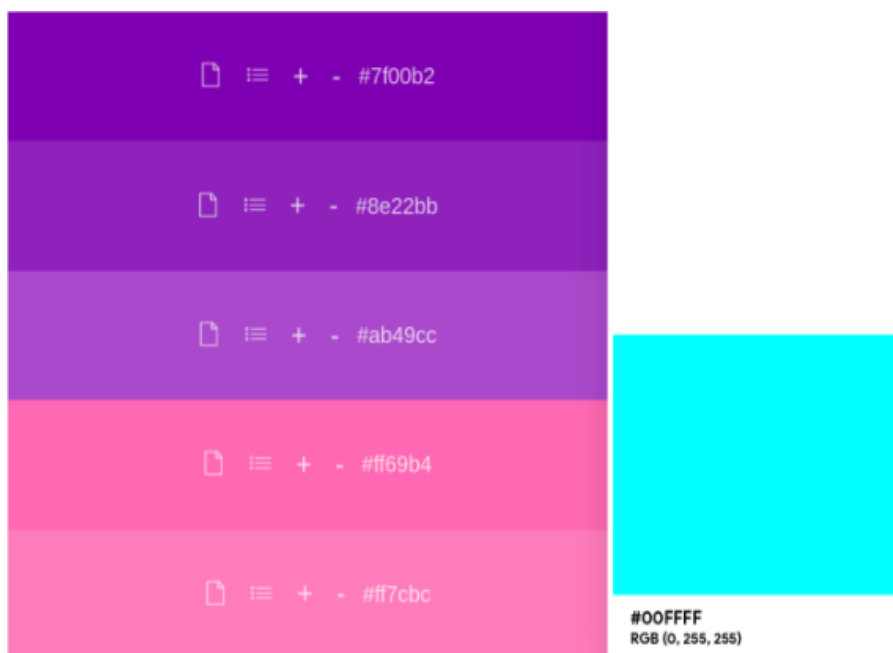 + - #7f00b2
+ - #8e22bb
+ - #ab49cc
+ - #ff69b4
+ - #ff7cbc
#00FFFF
RGB (0, 255, 255)